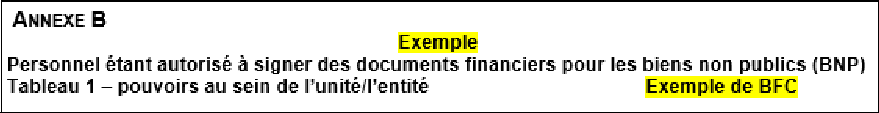 ANNEXE B
Exemple
Personnel étant autorisé à signer des documents financiers pour les biens non publics (BNP)
Tableau 1 – pouvoirs au sein de l'unité/l'entité Exemple de BFC